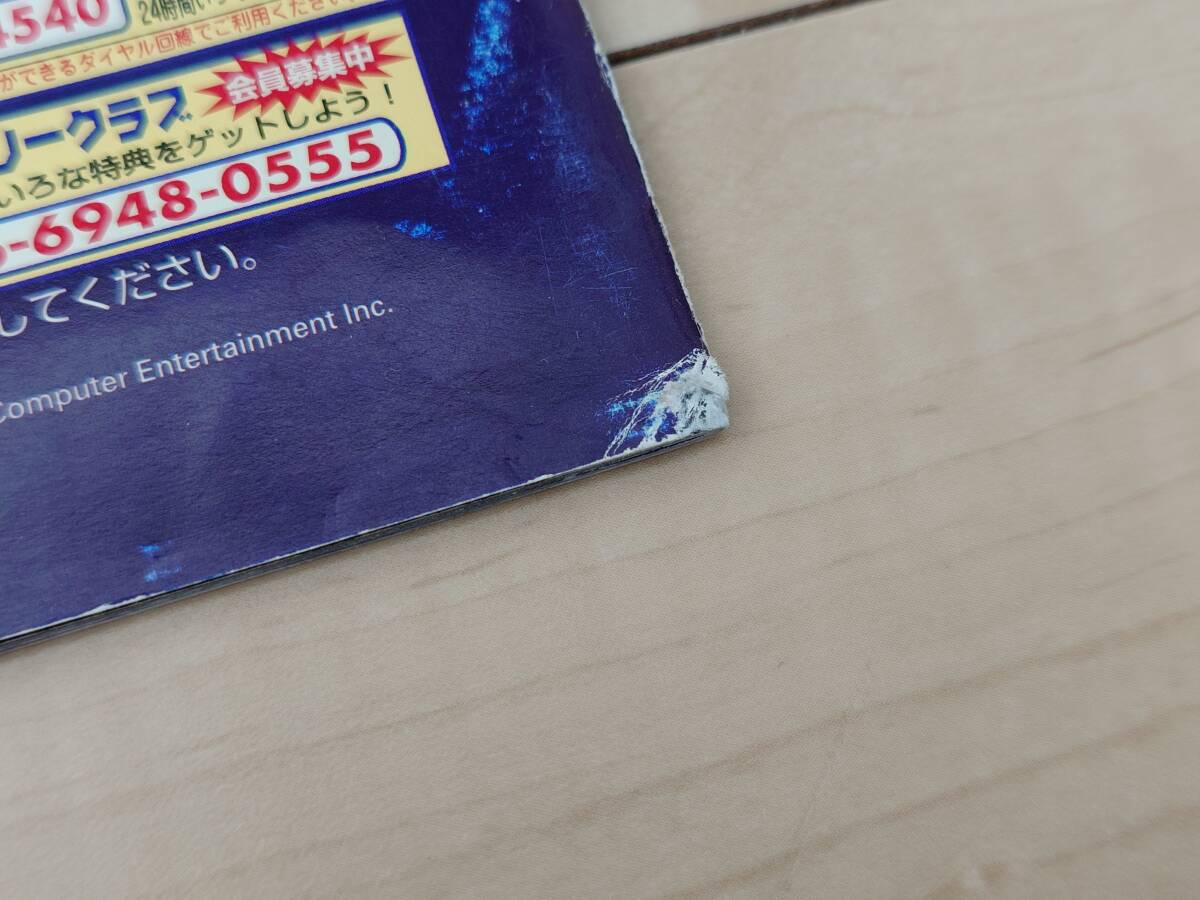 4540
24時間い
ができるダイヤル回線でご利用ください。
リークラブ 会員募集中
いろな特典をゲットしよう!
-6948-0555
してください。
Computer Entertainment Inc.